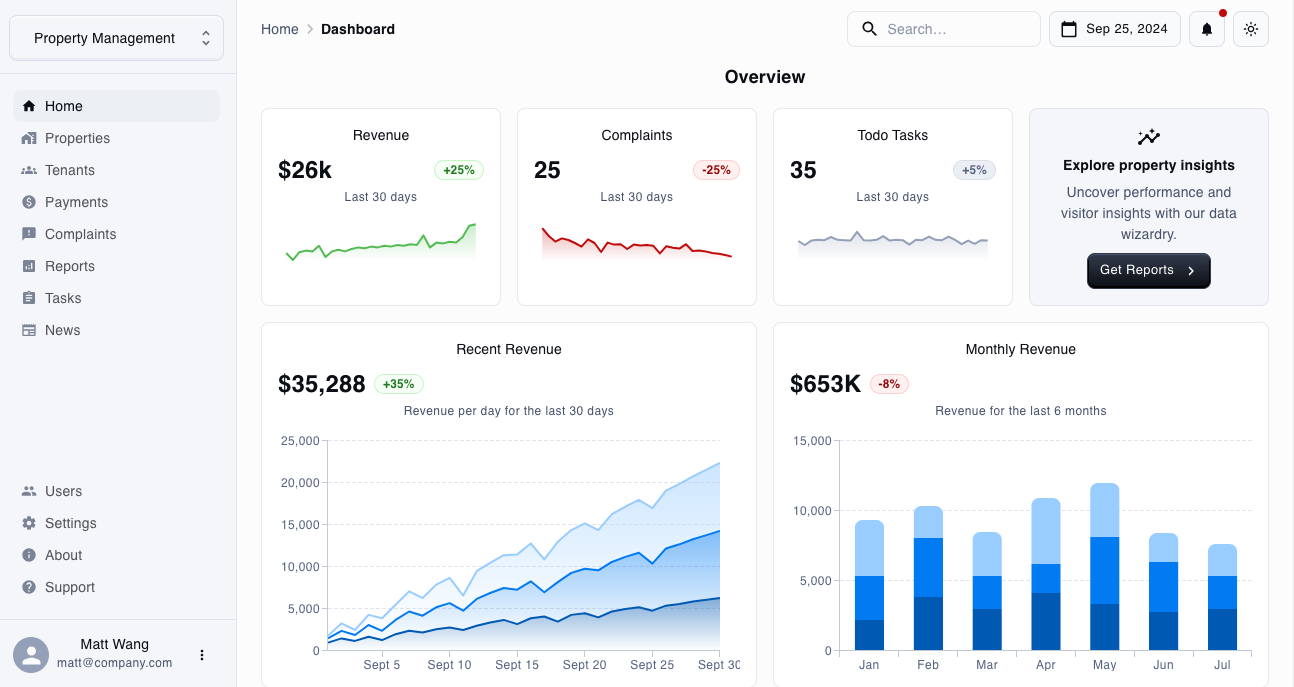 Property Management
Home
Properties
Tenants
Payments
Complaints
Reports
Tasks
News
Users
Settings
About
Support
Matt Wang
matt@company.com
Home
Dashboard
Search…
Sep 25, 2024
Overview
Revenue
$26k
+25%
Last 30 days
Complaints
25
-25%
Last 30 days
Todo Tasks
35
+5%
Last 30 days
Explore property insights
Uncover performance and
visitor insights with our data
wizardry.
Get Reports
Recent Revenue
$35,288
+35%
Revenue per day for the last 30 days
25,000
20,000
15,000
10,000
5,000
0
Sept 5
Sept 10
Sept 15
Sept 20
Sept 25
Sept 30
Monthly Revenue
$653K
-8%
Revenue for the last 6 months
15,000
10,000
5,000
0
Jan
Feb
Mar
Apr
May
Jun
Jul